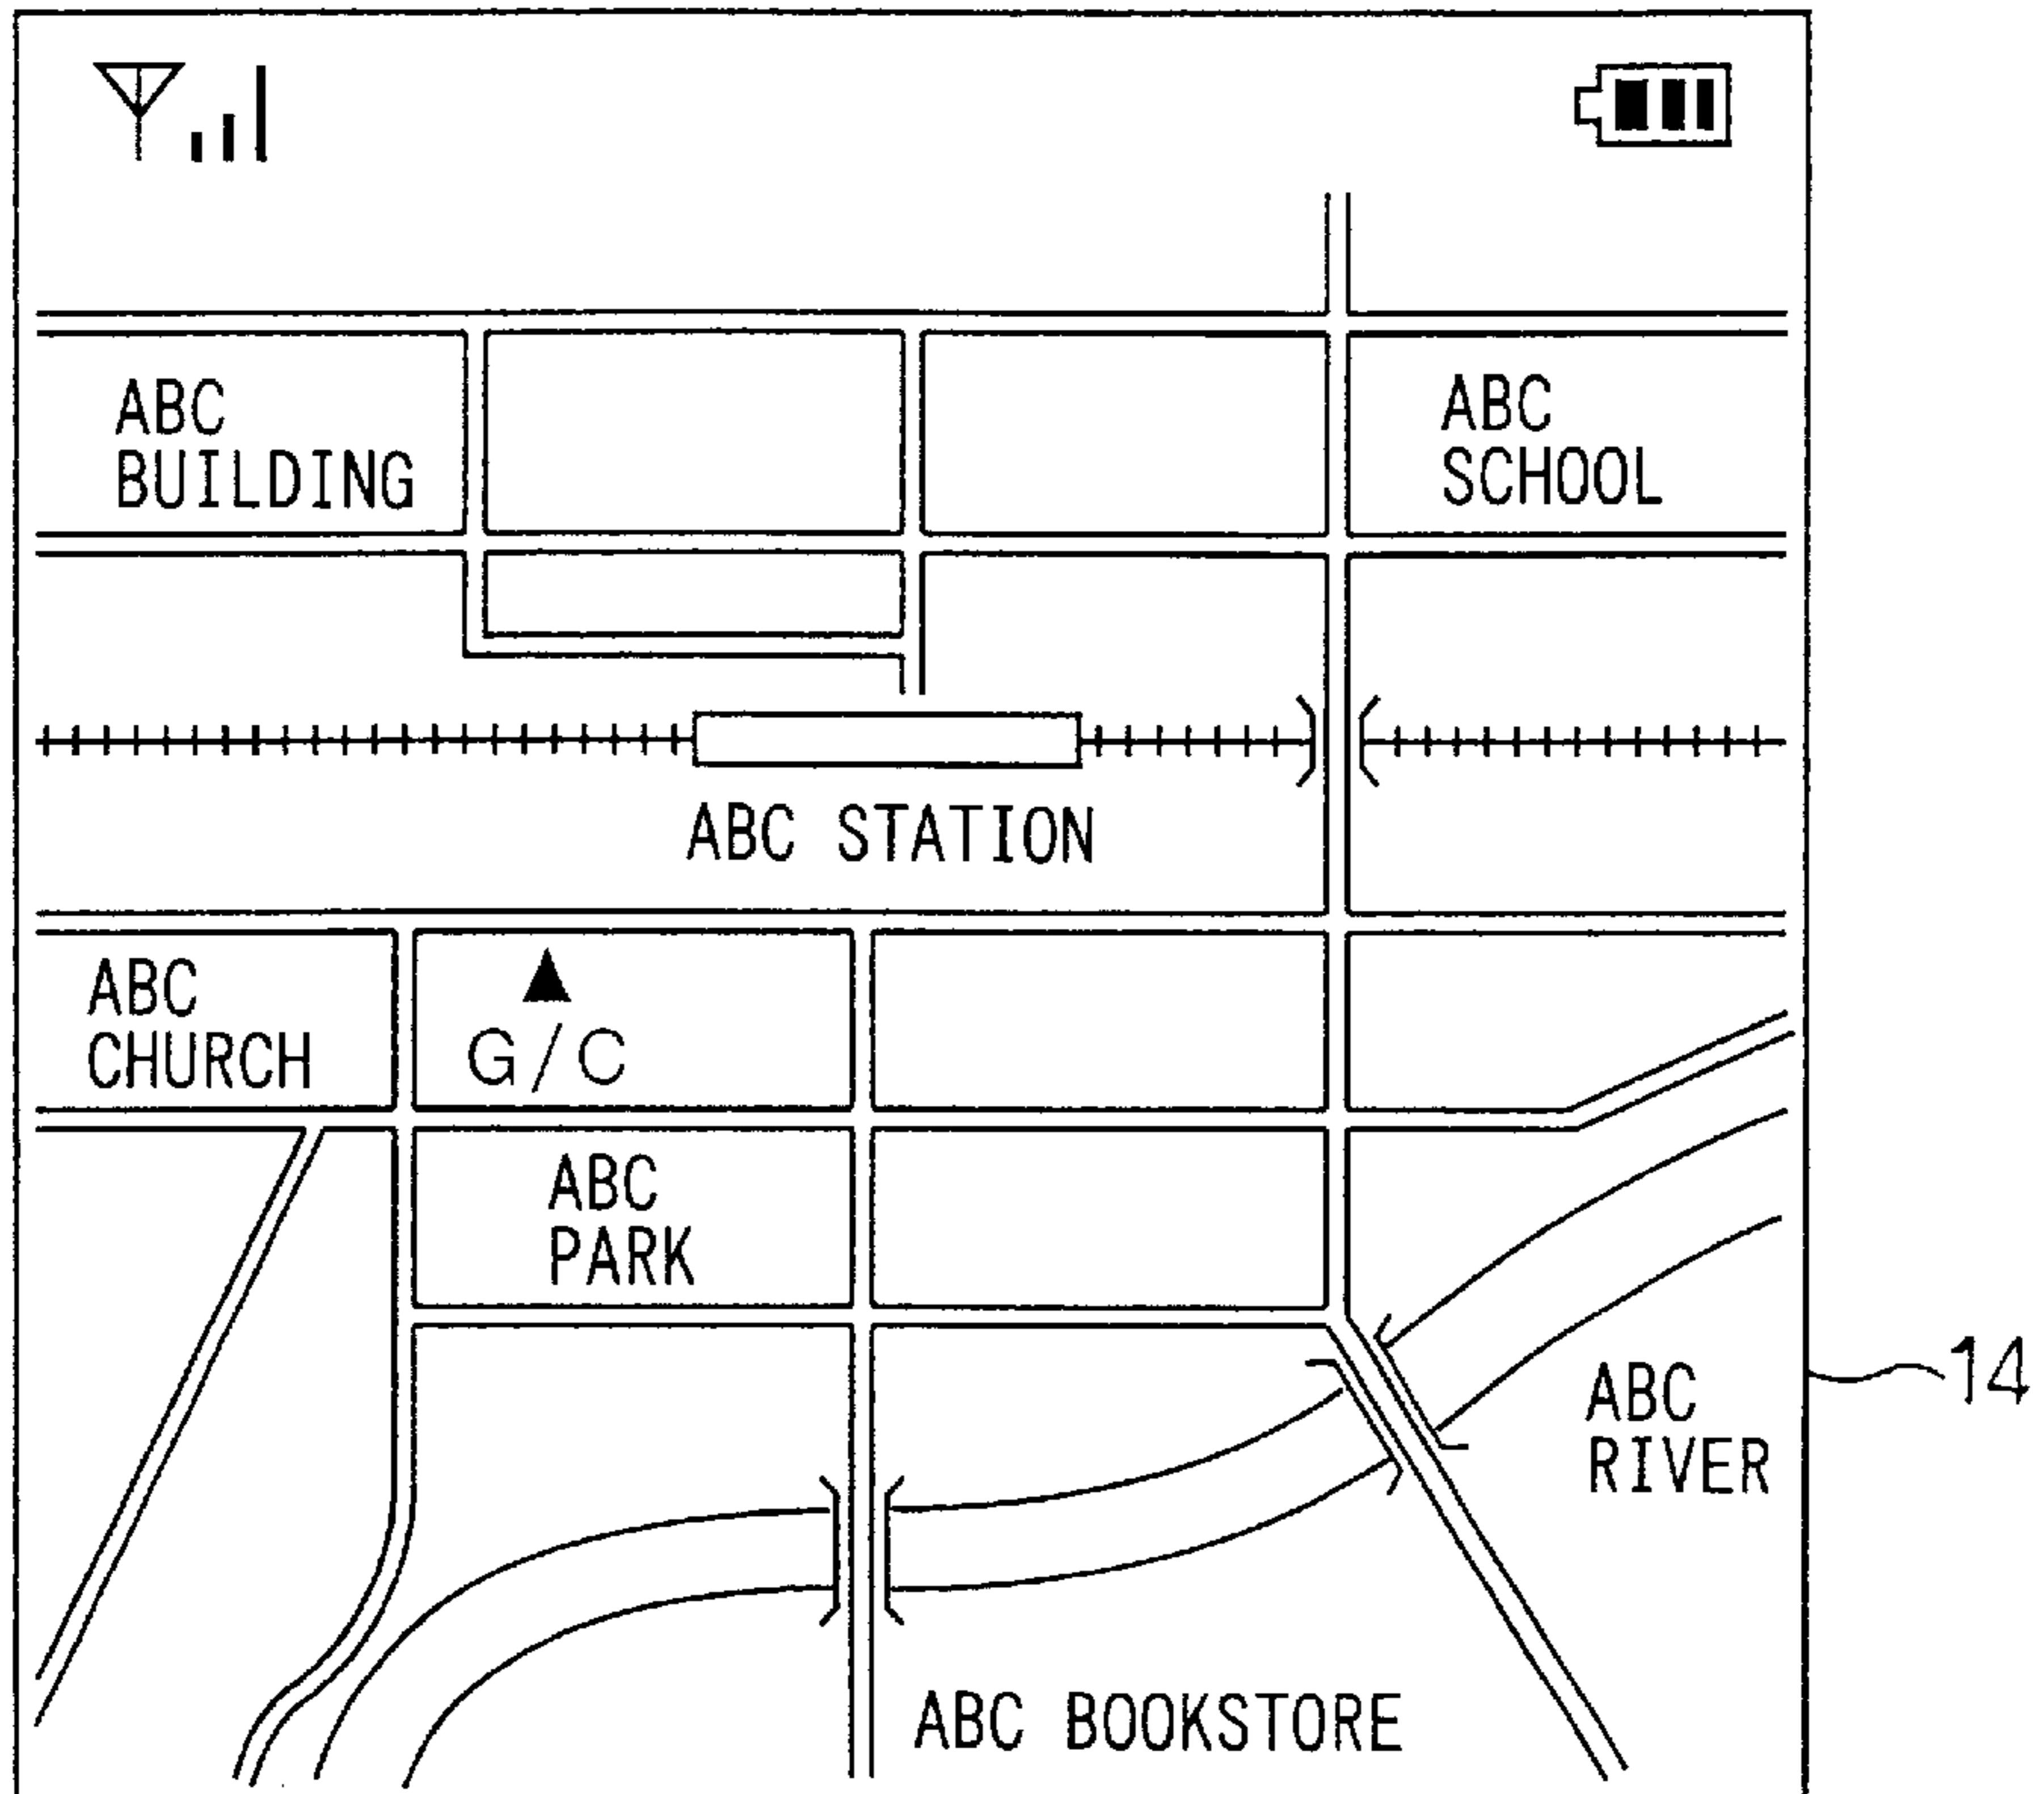 ABC
BUILDING
ABC
SCHOOL
ABC STATION
ABC
CHURCH
G/C
ABC
PARK
ABC
RIVER
14
ABC BOOKSTORE